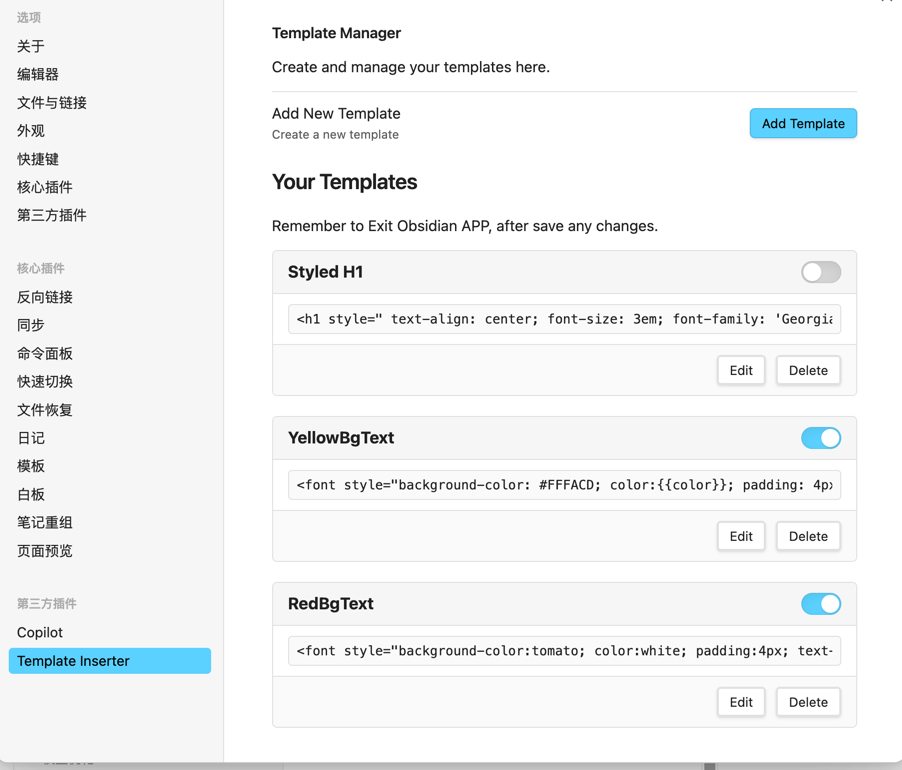 选项
关于
编辑器
文件与链接
外观
快捷键
核心插件
第三方插件
核心插件
反向链接
同步
命令面板
快速切换
文件恢复
日记
模板
白板
笔记重组
页面预览
第三方插件
Copilot
Template Inserter
Template Manager
Create and manage your templates here.
Add New Template
Create a new template
Add Template
Your Templates
Remember to Exit Obsidian APP, after save any changes.
Styled H1
<h1 style=" text-align: center; font-size: 3em; font-family: 'Georgia
Edit
Delete
YellowBgText
<font style="background-color: #FFFACD; color:{{color}}; padding: 4px
Edit
Delete
RedBgText
<font style="background-color:tomato; color:white; padding:4px; text-
Edit
Delete